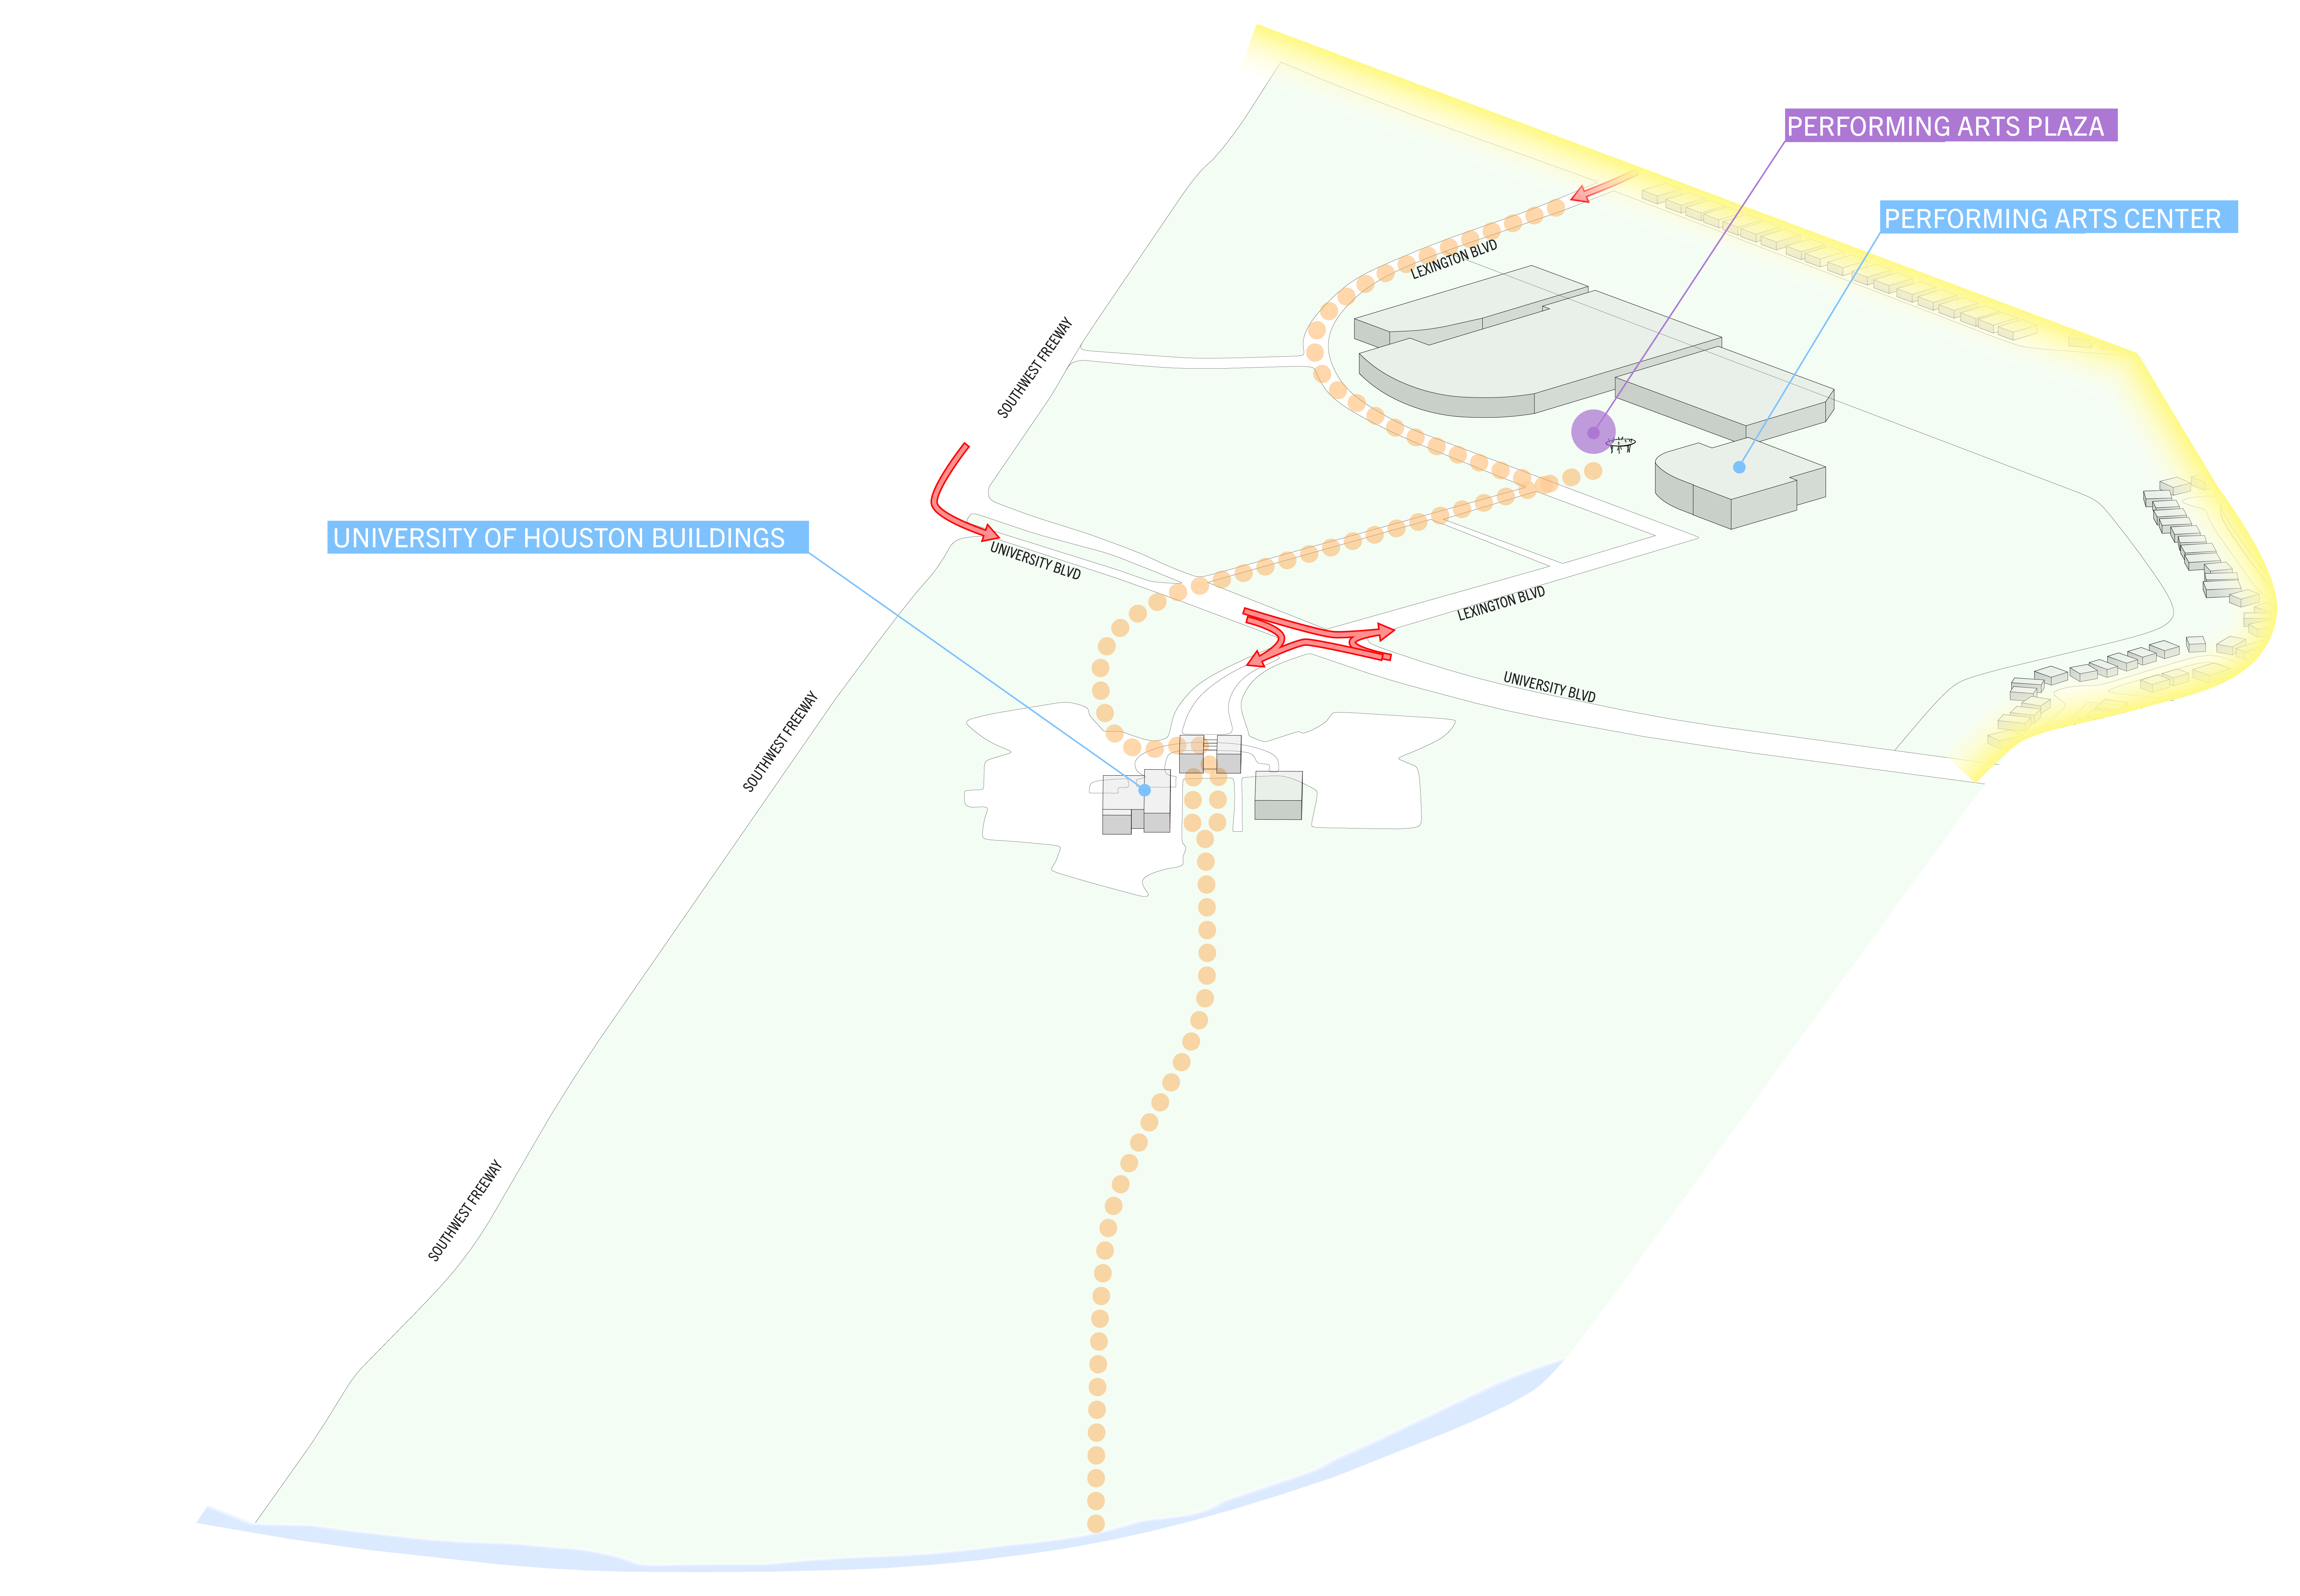 PERFORMING ARTS PLAZA
PERFORMING ARTS CENTER
LEXINGTON BLVD
SOUTHWEST FREEWAY
UNIVERSITY OF HOUSTON BUILDINGS
UNIVERSITY BLVD
LEXINGTON BLVD
UNIVERSITY BLVD
SOUTHWEST FREEWAY
SOUTHWEST FREEWAY